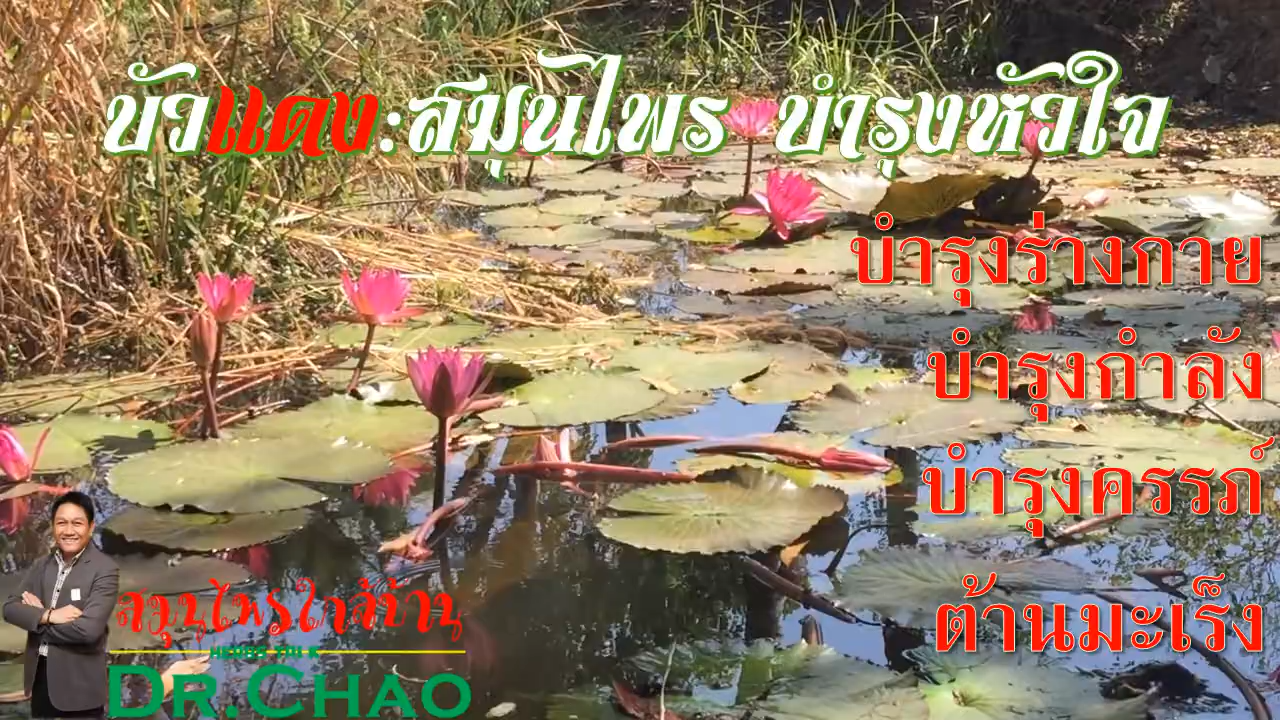 บัวแดง:สมุนไพร บำรุงหัวใจ
บำรุงร่างกาย
บำรุงกำลัง
บำรุงครรภ์
ต้านมะเร็ง
สมุนไพรใกล้บ้าน
DR.CHAO